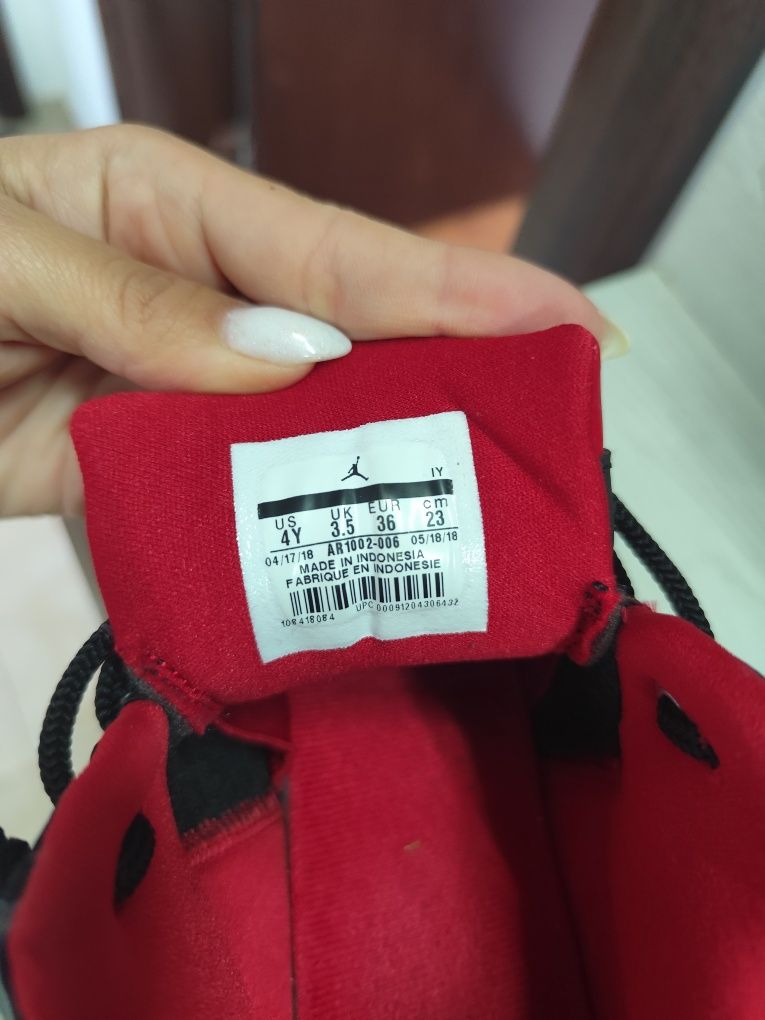 IY
US UK EUR cm
4Y 3.5 36 23
04/17/18 AR1002-006 05/18/18
MADE IN INDONESIA
FABRIQUE EN INDONESIE
108418084 UPC 00091204306432